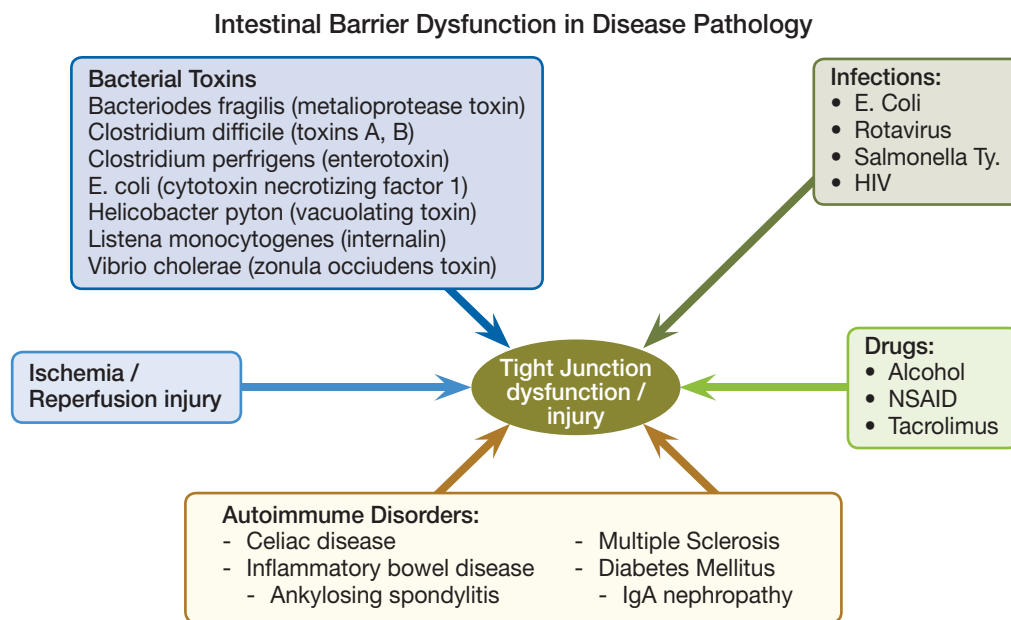 Intestinal Barrier Dysfunction in Disease Pathology
Bacterial Toxins
Bacteriodes fragilis (metalioprotease toxin)
Clostridium difficile (toxins A, B)
Clostridium perfrigens (enterotoxin)
E. coli (cytotoxin necrotizing factor 1)
Helicobacter pyton (vacuolating toxin)
Listena monocytogenes (internalin)
Vibrio cholerae (zonula occiudens toxin)
Infections:
• E. Coli
• Rotavirus
• Salmonella Ty.
• HIV
Ischemia /
Reperfusion injury
Tight Junction
dysfunction /
injury
Drugs:
• Alcohol
• NSAID
• Tacrolimus
Autoimmume Disorders:
- Celiac disease
- Inflammatory bowel disease
- Ankylosing spondylitis
- Multiple Sclerosis
- Diabetes Mellitus
- IgA nephropathy